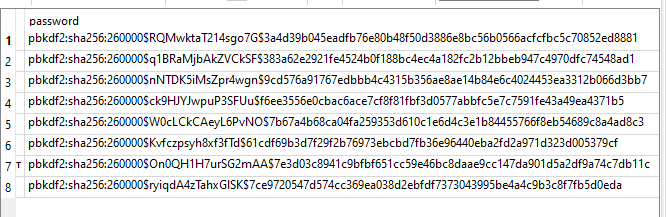 password
1 pbkdf2:sha256:260000$RQMwktaT214sgo7G$3a4d39b045eadfb76e80b48f50d3886e8bc56b0566acfcfbc5c70852ed8881
2 pbkdf2:sha256:260000$q1BRaMjbAkZVCkSF$383a62e2921fe4524b0f188bc4ec4a182fc2b12bbeb947c4970dfc74548ad1
3 pbkdf2:sha256:260000$nNTDK5iMsZpr4wgn$9cd576a91767edbbb4c4315b356ae8ae14b84e6c4024453ea3312b066d3bb7
4 pbkdf2:sha256:260000$ck9HJYJwpuP3SFUu$f6ee3556e0cbac6ace7cf8f81fbf3d0577abbfc5e7c7591fe43a49ea4371b5
5 pbkdf2:sha256:260000$W0cLCkCAeyL6PvNO$7b67a4b68ca04fa259353d610c1e6d4c3e1b84455766f8eb54689c8a4ad8c3
6 pbkdf2:sha256:260000$Kvfczpsyh8xf3fTd$61cdf69b3d7f29f2b76973ebcbd7fb36e96440eba2fd2a971d323d005379cf
7 T pbkdf2:sha256:260000$On0QH1H7urSG2mAA$7e3d03c8941c9bfbf651cc59e46bc8daae9cc147da901d5a2df9a74c7db11c
8 pbkdf2:sha256:260000$ryiqdA4zTahxGISK$7ce9720547d574cc369ea038d2ebfdf7373043995be4a4c9b3c8f7fb5d0eda